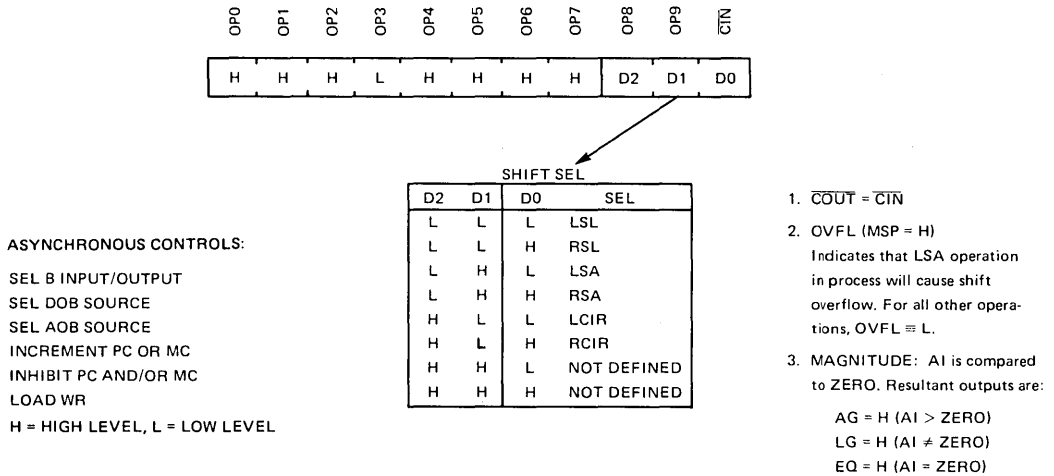 OP0 OP1 OP2 OP3 OP4 OP5 OP6 OP7 OP8 OP9 C̅I̅N̅
H H H L H H H H D2 D1 D0
SHIFT SEL
D2 D1 D0 SEL
L L L LSL
L L H RSL
L H L LSA
L H H RSA
H L L LCIR
H L H RCIR
H H L NOT DEFINED
H H H NOT DEFINED
ASYNCHRONOUS CONTROLS:
SEL B INPUT/OUTPUT
SEL DOB SOURCE
SEL AOB SOURCE
INCREMENT PC OR MC
INHIBIT PC AND/OR MC
LOAD WR
H = HIGH LEVEL, L = LOW LEVEL
1. C̅O̅U̅T̅ = C̅I̅N̅
2. OVFL (MSP = H)
Indicates that LSA operation
in process will cause shift
overflow. For all other opera-
tions, OVFL ≡ L.
3. MAGNITUDE: AI is compared
to ZERO. Resultant outputs are:
AG = H (AI > ZERO)
LG = H (AI ≠ ZERO)
EQ = H (AI = ZERO)